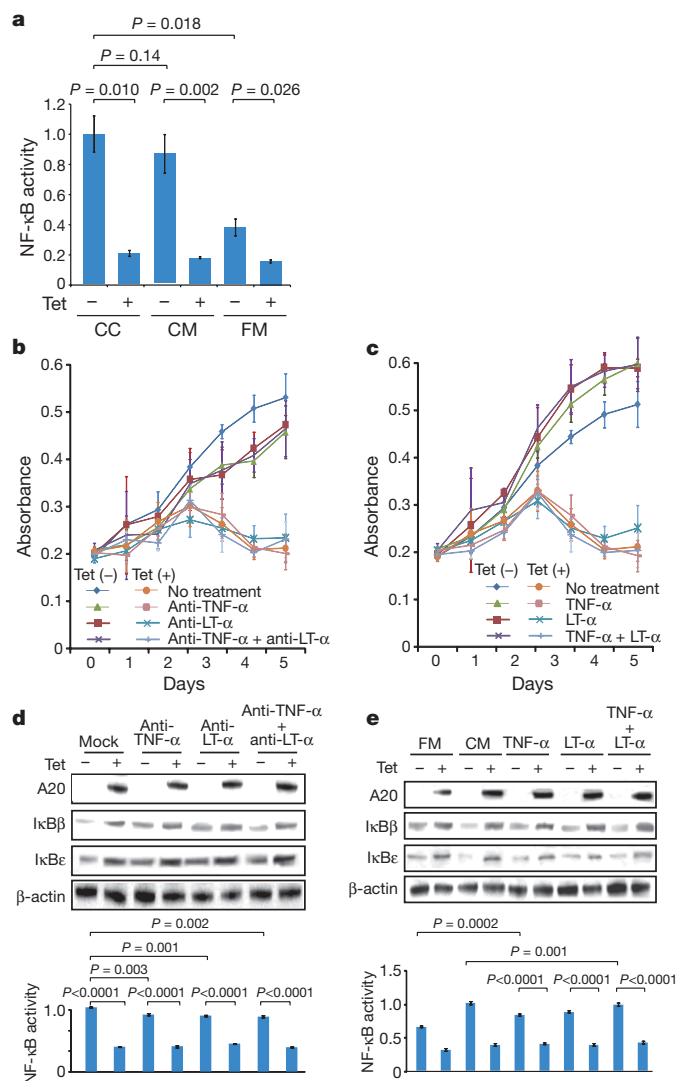 a
P = 0.018
P = 0.14
P = 0.010 P = 0.002 P = 0.026
NF-κB activity
1.2
1.0
0.8
0.6
0.4
0.2
0
Tet − + − + − +
CC CM FM
b
Absorbance
0.6
0.5
0.4
0.3
0.2
0.1
0
Tet (−) Tet (+)
No treatment
Anti-TNF-α
Anti-LT-α
Anti-TNF-α + anti-LT-α
0 1 2 3 4 5
Days
c
Absorbance
0.6
0.5
0.4
0.3
0.2
0.1
0
Tet (−) Tet (+)
No treatment
TNF-α
LT-α
TNF-α + LT-α
0 1 2 3 4 5
Days
d
Mock Anti-TNF-α Anti-LT-α Anti-TNF-α + anti-LT-α
− + − + − + − + Tet
A20
IκBβ
IκBε
β-actin
P = 0.002
P = 0.001
P = 0.003
P<0.0001 P<0.0001 P<0.0001 P<0.0001
NF-κB activity
1.0
0
e
FM CM TNF-α LT-α TNF-α + LT-α
Tet − + − + − + − + − +
A20
IκBβ
IκBε
β-actin
P = 0.0002
P = 0.001
P<0.0001 P<0.0001 P<0.0001
NF-κB activity
1.5
1.0
0.5
0